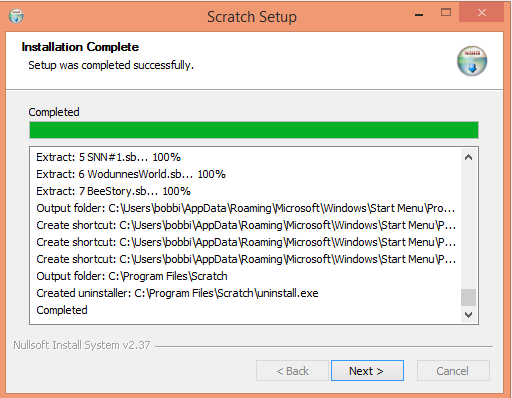 Scratch Setup
Installation Complete
Setup was completed successfully.
Completed
Extract: 5 SNN#1.sb... 100%
Extract: 6 WodunnesWorld.sb... 100%
Extract: 7 BeeStory.sb... 100%
Output folder: C:\Users\bobbi\AppData\Roaming\Microsoft\Windows\Start Menu\Pro...
Create shortcut: C:\Users\bobbi\AppData\Roaming\Microsoft\Windows\Start Menu\P...
Create shortcut: C:\Users\bobbi\AppData\Roaming\Microsoft\Windows\Start Menu\P...
Create shortcut: C:\Users\bobbi\AppData\Roaming\Microsoft\Windows\Start Menu\P...
Output folder: C:\Program Files\Scratch
Created uninstaller: C:\Program Files\Scratch\uninstall.exe
Completed
Nullsoft Install System v2.37
< Back
Next >
Cancel